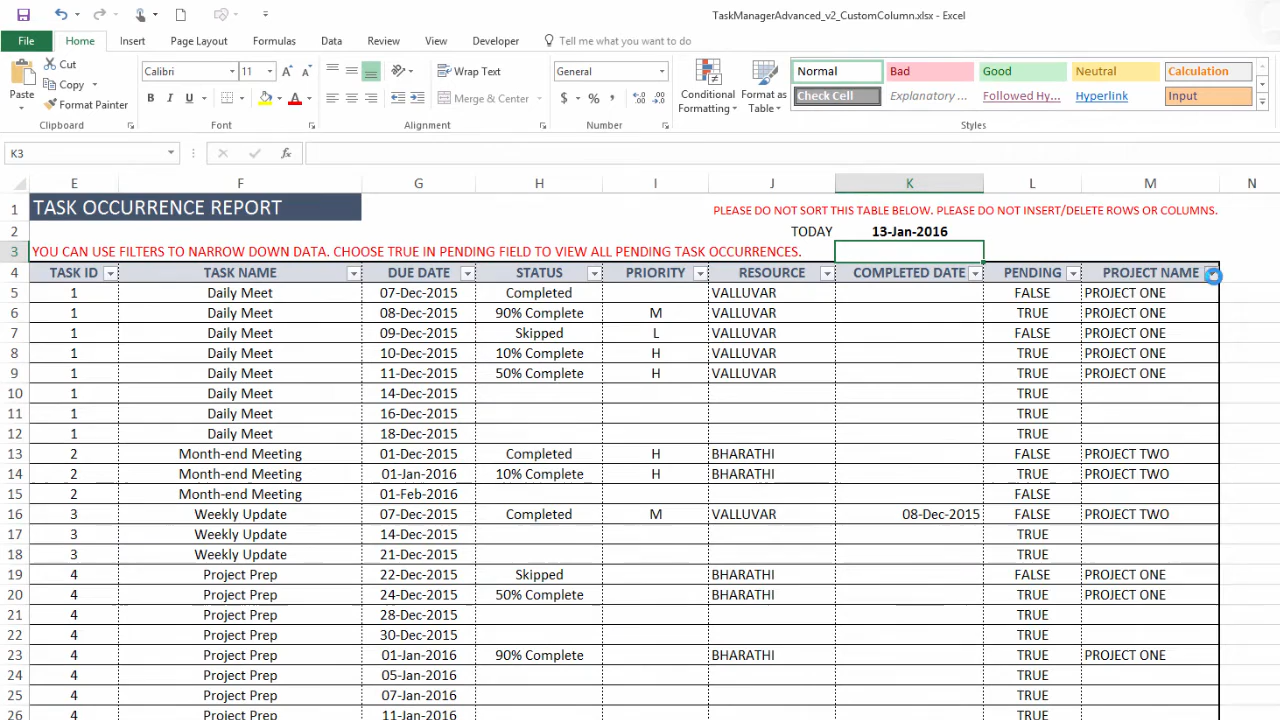 TaskManagerAdvanced_v2_CustomColumn.xlsx - Excel
File Home Insert Page Layout Formulas Data Review View Developer Tell me what you want to do
Paste Cut Copy Format Painter
Calibri 11 B I U A
Wrap Text Merge & Center
General $ % ,
Conditional Formatting Format as Table
Normal Bad Good Neutral Calculation
Check Cell Explanatory ... Followed Hy... Hyperlink Input
Clipboard Font Alignment Number Styles
K3 fx
E F G H I J K L M N
1 TASK OCCURRENCE REPORT PLEASE DO NOT SORT THIS TABLE BELOW. PLEASE DO NOT INSERT/DELETE ROWS OR COLUMNS.
2 TODAY 13-Jan-2016
3 YOU CAN USE FILTERS TO NARROW DOWN DATA. CHOOSE TRUE IN PENDING FIELD TO VIEW ALL PENDING TASK OCCURRENCES.
4 TASK ID TASK NAME DUE DATE STATUS PRIORITY RESOURCE COMPLETED DATE PENDING PROJECT NAME
5 1 Daily Meet 07-Dec-2015 Completed VALLUVAR FALSE PROJECT ONE
6 1 Daily Meet 08-Dec-2015 90% Complete M VALLUVAR TRUE PROJECT ONE
7 1 Daily Meet 09-Dec-2015 Skipped L VALLUVAR FALSE PROJECT ONE
8 1 Daily Meet 10-Dec-2015 10% Complete H VALLUVAR TRUE PROJECT ONE
9 1 Daily Meet 11-Dec-2015 50% Complete H VALLUVAR TRUE PROJECT ONE
10 1 Daily Meet 14-Dec-2015 TRUE
11 1 Daily Meet 16-Dec-2015 TRUE
12 1 Daily Meet 18-Dec-2015 TRUE
13 2 Month-end Meeting 01-Dec-2015 Completed H BHARATHI FALSE PROJECT TWO
14 2 Month-end Meeting 01-Jan-2016 10% Complete H BHARATHI TRUE PROJECT TWO
15 2 Month-end Meeting 01-Feb-2016 FALSE
16 3 Weekly Update 07-Dec-2015 Completed M VALLUVAR 08-Dec-2015 FALSE PROJECT TWO
17 3 Weekly Update 14-Dec-2015 TRUE
18 3 Weekly Update 21-Dec-2015 TRUE
19 4 Project Prep 22-Dec-2015 Skipped BHARATHI FALSE PROJECT ONE
20 4 Project Prep 24-Dec-2015 50% Complete BHARATHI TRUE PROJECT ONE
21 4 Project Prep 28-Dec-2015 TRUE
22 4 Project Prep 30-Dec-2015 TRUE
23 4 Project Prep 01-Jan-2016 90% Complete BHARATHI TRUE PROJECT ONE
24 4 Project Prep 05-Jan-2016 TRUE
25 4 Project Prep 07-Jan-2016 TRUE
26 4 Project Prep 11-Jan-2016 TRUE